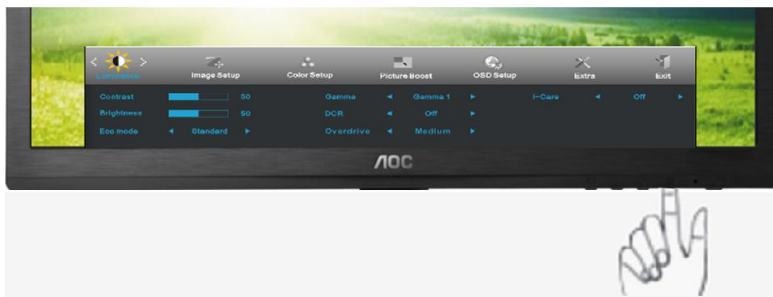 < >
Luminance Image Setup Color Setup Picture Boost OSD Setup Extra Exit
Contrast 50 Gamma Gamma 1 I-Care Off
Brightness 50 DCR Off
Eco mode Standard Overdrive Medium
AOC